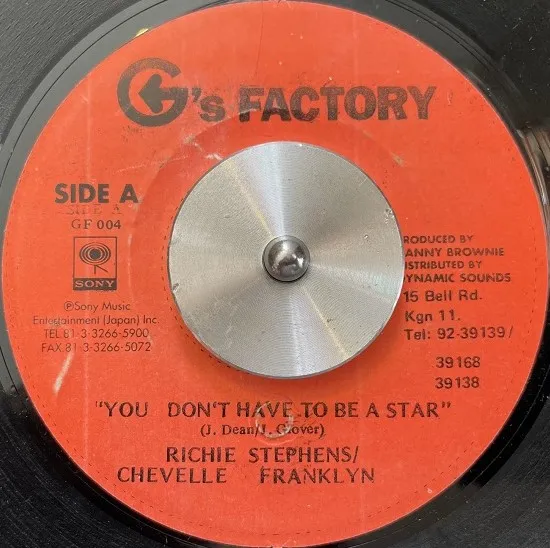 G's FACTORY
SIDE A
SIDE A
GF 004
SONY
℗Sony Music
Entertainment (Japan) Inc.
TEL 81-3-3266-5900
FAX.81-3-3266-5072
RODUCED BY
ANNY BROWNIE
ISTRIBUTED BY
YNAMIC SOUNDS
15 Bell Rd.
Kgn 11.
Tel: 92-39139/
39168
39138
"YOU DON'T HAVE TO BE A STAR"
(J. Dean/J. Glover)
RICHIE STEPHENS/
CHEVELLE FRANKLYN